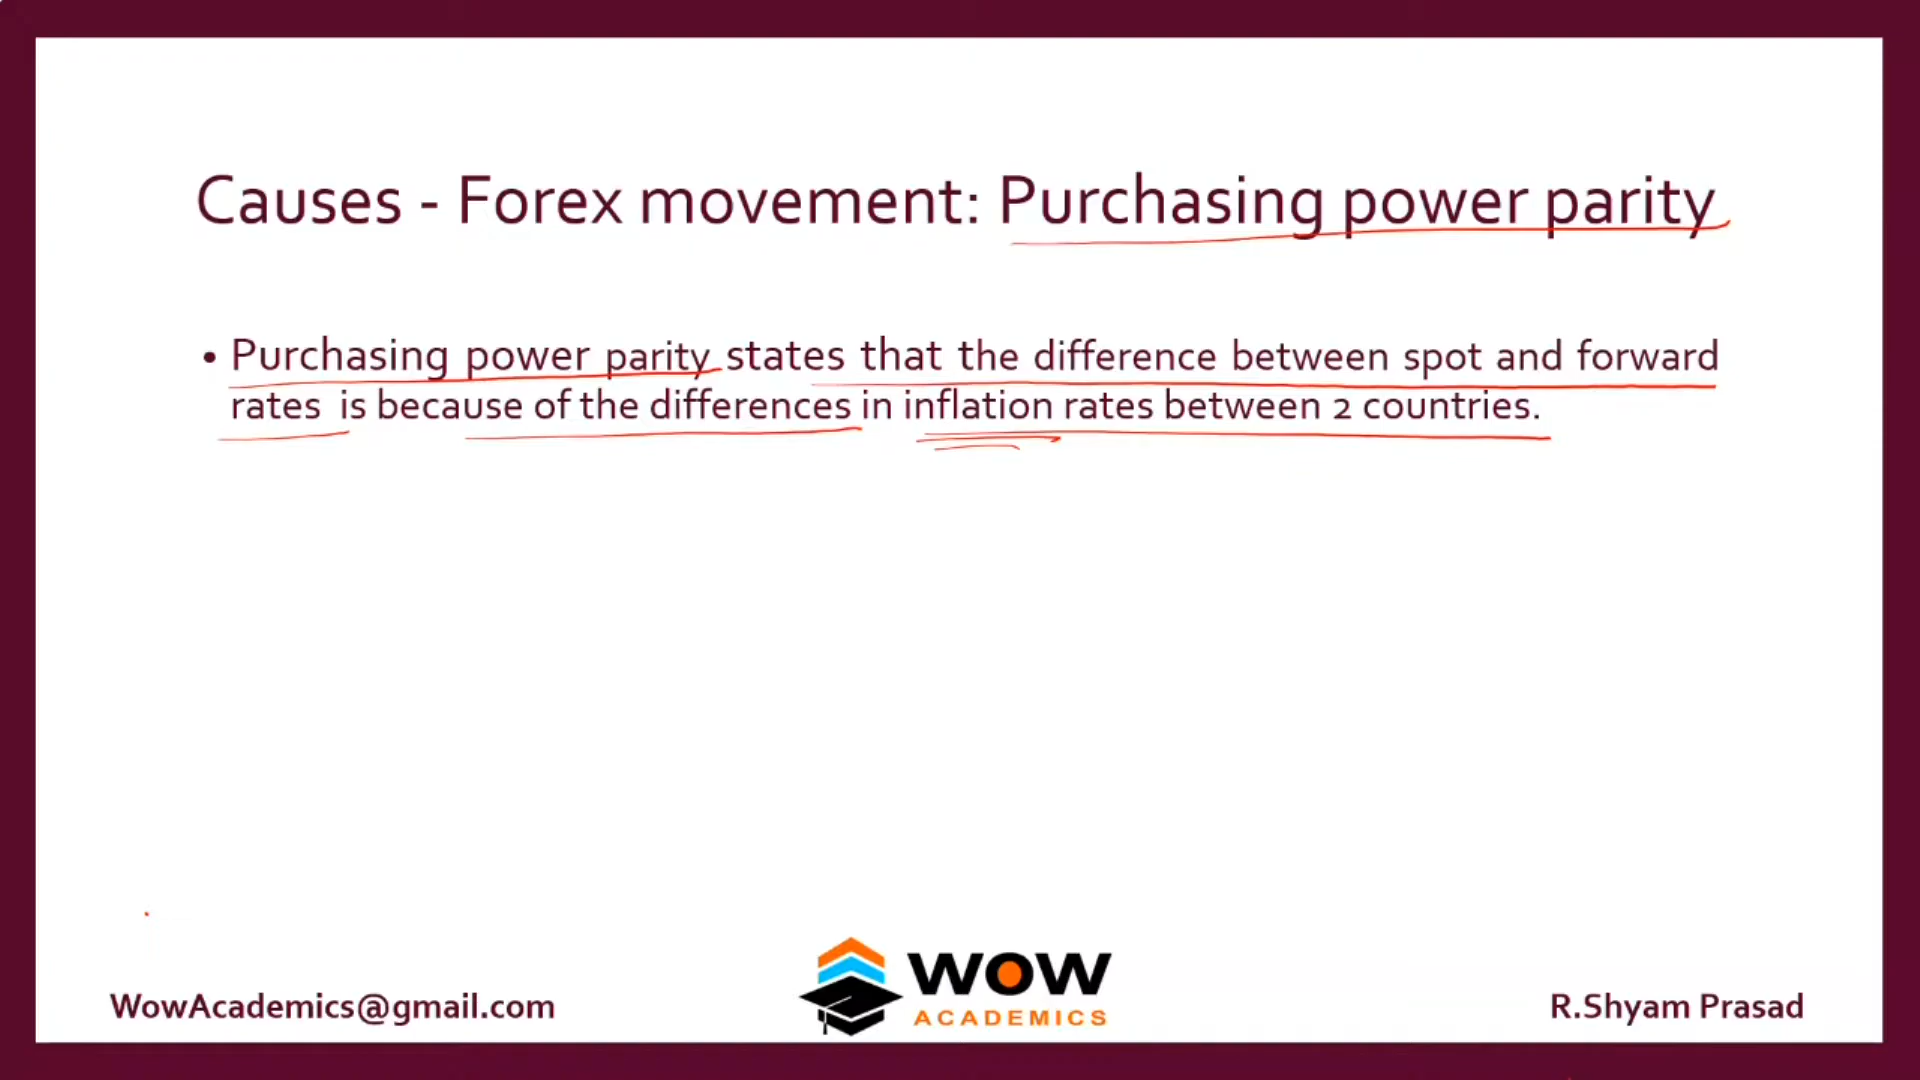 Causes - Forex movement: Purchasing power parity
• Purchasing power parity states that the difference between spot and forward
rates is because of the differences in inflation rates between 2 countries.
WOW
ACADEMICS
WowAcademics@gmail.com
R.Shyam Prasad